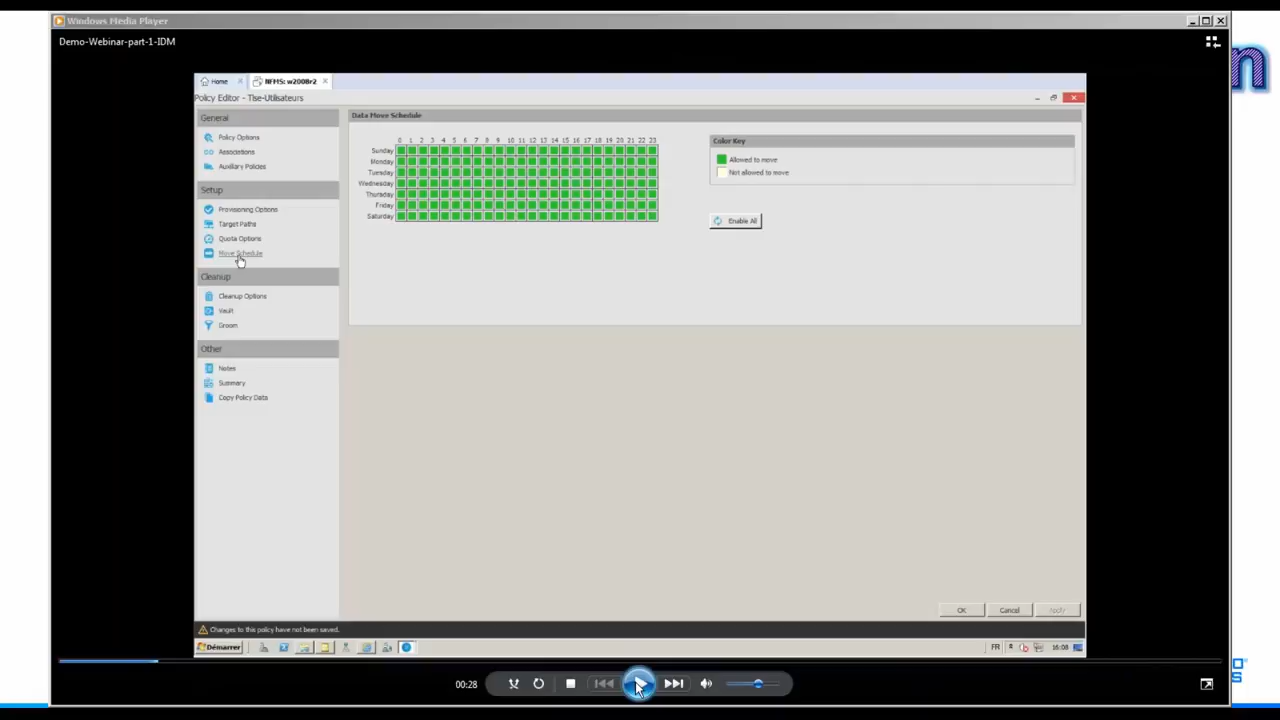 Windows Media Player
Demo-Webinar-part-1-IDM
Home
NFMS: w2008r2
Policy Editor - Tise-Utilisateurs
General
Policy Options
Associations
Auxiliary Policies
Setup
Provisioning Options
Target Paths
Quota Options
Move Schedule
Cleanup
Cleanup Options
Vault
Groom
Other
Notes
Summary
Copy Policy Data
Data Move Schedule
0 1 2 3 4 5 6 7 8 9 10 11 12 13 14 15 16 17 18 19 20 21 22 23
Sunday
Monday
Tuesday
Wednesday
Thursday
Friday
Saturday
Color Key
Allowed to move
Not allowed to move
Enable All
OK Cancel Apply
Changes to this policy have not been saved.
Démarrer
FR
16:08
00:28